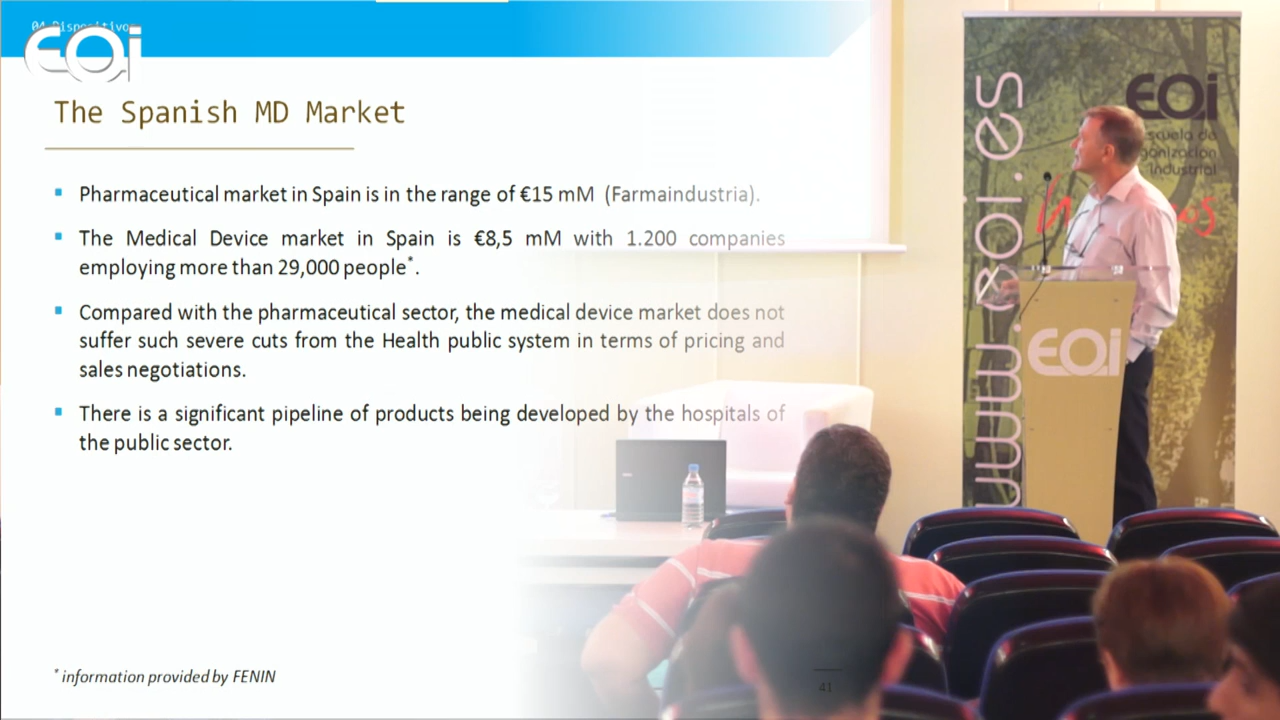 04 Dispositivos
EOi
The Spanish MD Market
Pharmaceutical market in Spain is in the range of €15 mM (Farmaindustria).
The Medical Device market in Spain is €8,5 mM with 1.200 companies
employing more than 29,000 people*.
Compared with the pharmaceutical sector, the medical device market does not
suffer such severe cuts from the Health public system in terms of pricing and
sales negotiations.
There is a significant pipeline of products being developed by the hospitals of
the public sector.
* information provided by FENIN
41
www.eoi.es
EOi
escuela de
organización
industrial
EOi